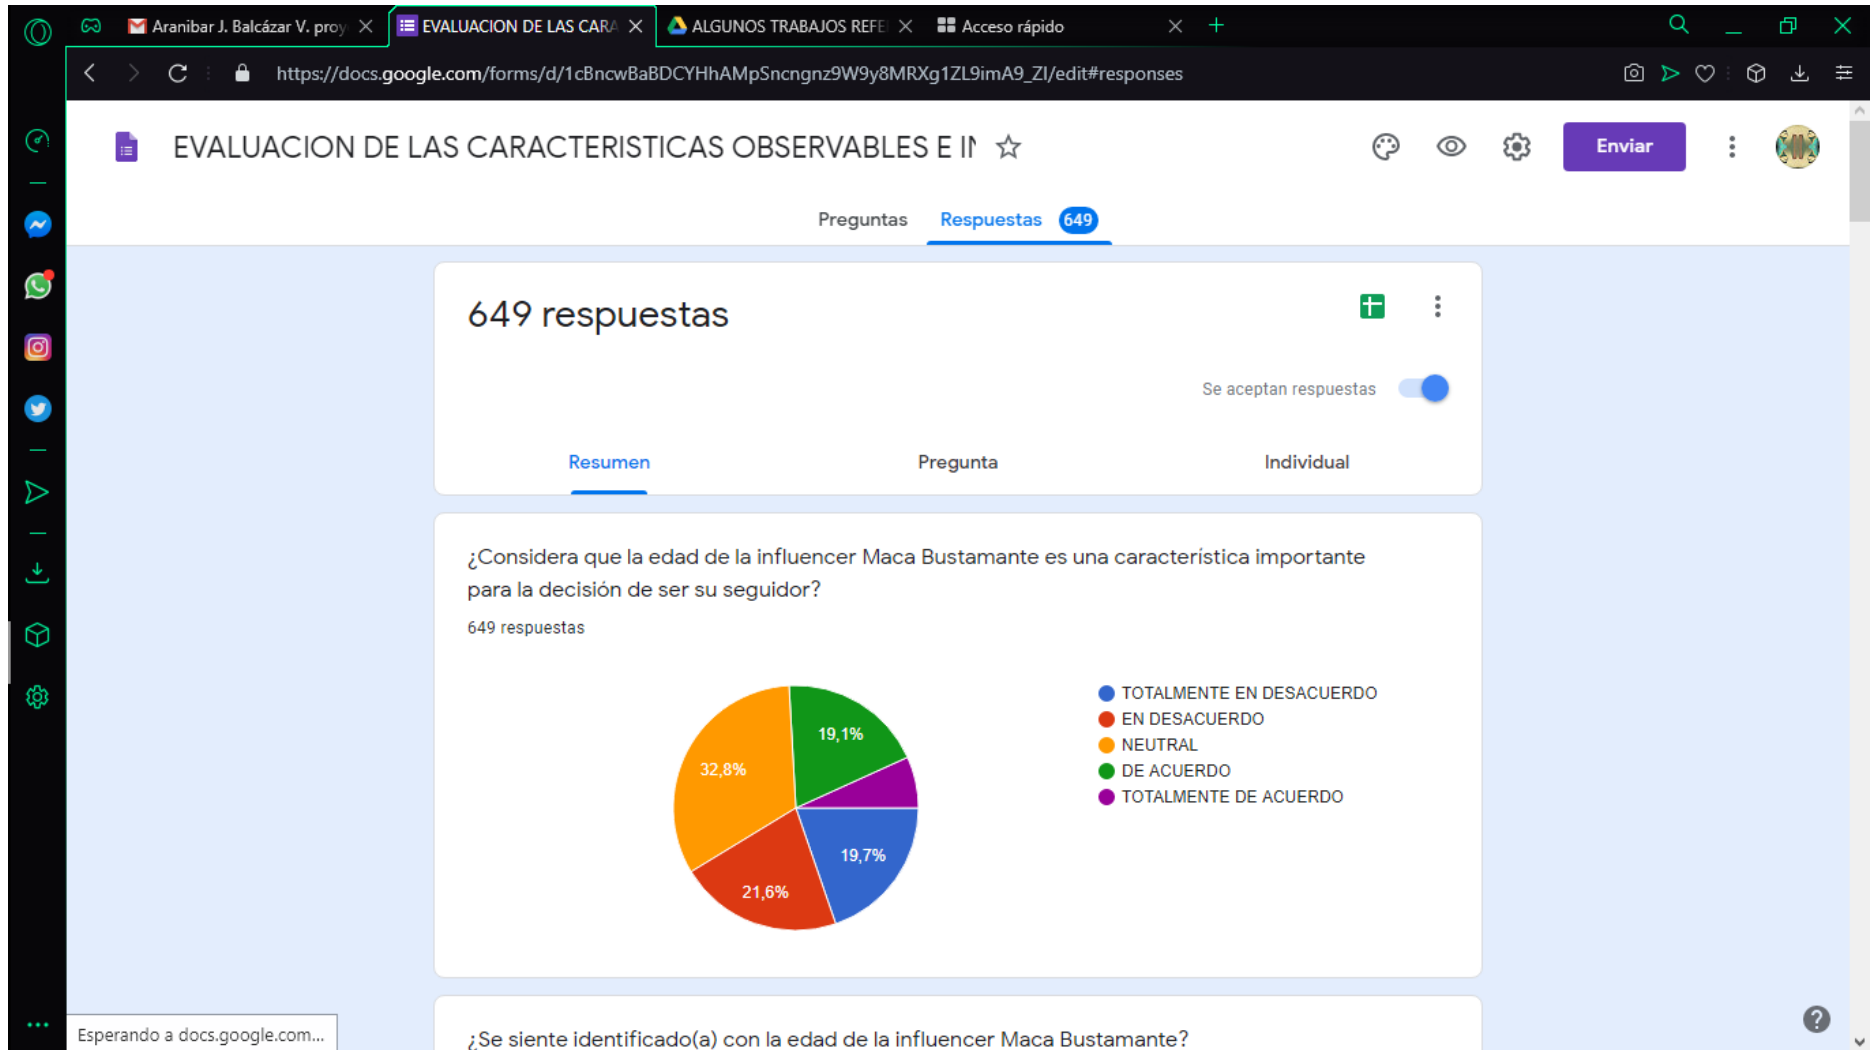 Aranibar J. Balcázar V. proy
EVALUACION DE LAS CARA
ALGUNOS TRABAJOS REFE
Acceso rápido
https://docs.google.com/forms/d/1cBncwBaBDCYHhAMpSncngnz9W9y8MRXg1ZL9imA9_ZI/edit#responses
EVALUACION DE LAS CARACTERISTICAS OBSERVABLES E IN
Enviar
Preguntas
Respuestas 649
649 respuestas
Se aceptan respuestas
Resumen
Pregunta
Individual
¿Considera que la edad de la influencer Maca Bustamante es una característica importante
para la decisión de ser su seguidor?
649 respuestas
19,1%
32,8%
19,7%
21,6%
TOTALMENTE EN DESACUERDO
EN DESACUERDO
NEUTRAL
DE ACUERDO
TOTALMENTE DE ACUERDO
¿Se siente identificado(a) con la edad de la influencer Maca Bustamante?
Esperando a docs.google.com...